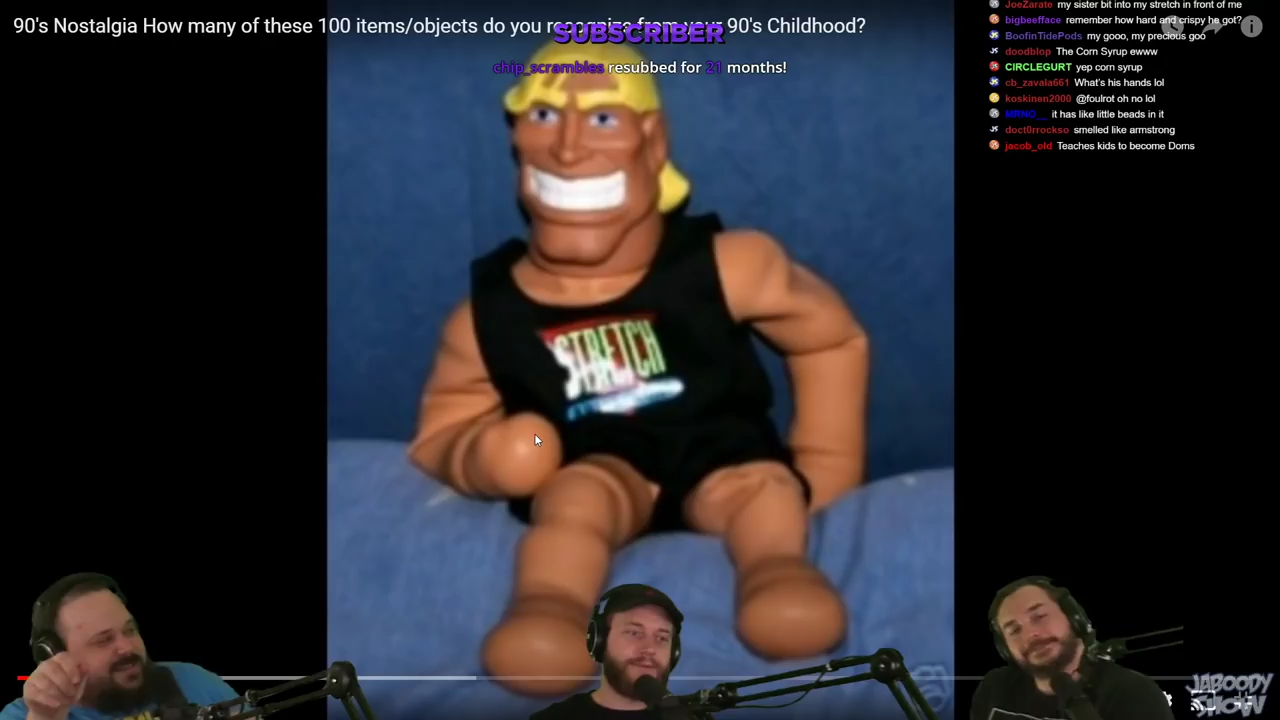 90's Nostalgia How many of these 100 items/objects do you recognize from your 90's Childhood?
SUBSCRIBER
chip_scrambles resubbed for 21 months!
JoeZarate my sister bit into my stretch in front of me
bigbeefface remember how hard and crispy he got?
BoofinTidePods my gooo, my precious goo
doodblop The Corn Syrup ewww
CIRCLEGURT yep corn syrup
cb_zavala661 What's his hands lol
koskinen2000 @foulrot oh no lol
MRNO__ it has like little beads in it
doct0rrockso smelled like armstrong
jacob_old Teaches kids to become Doms
STRETCH
JABOODY
SHOW